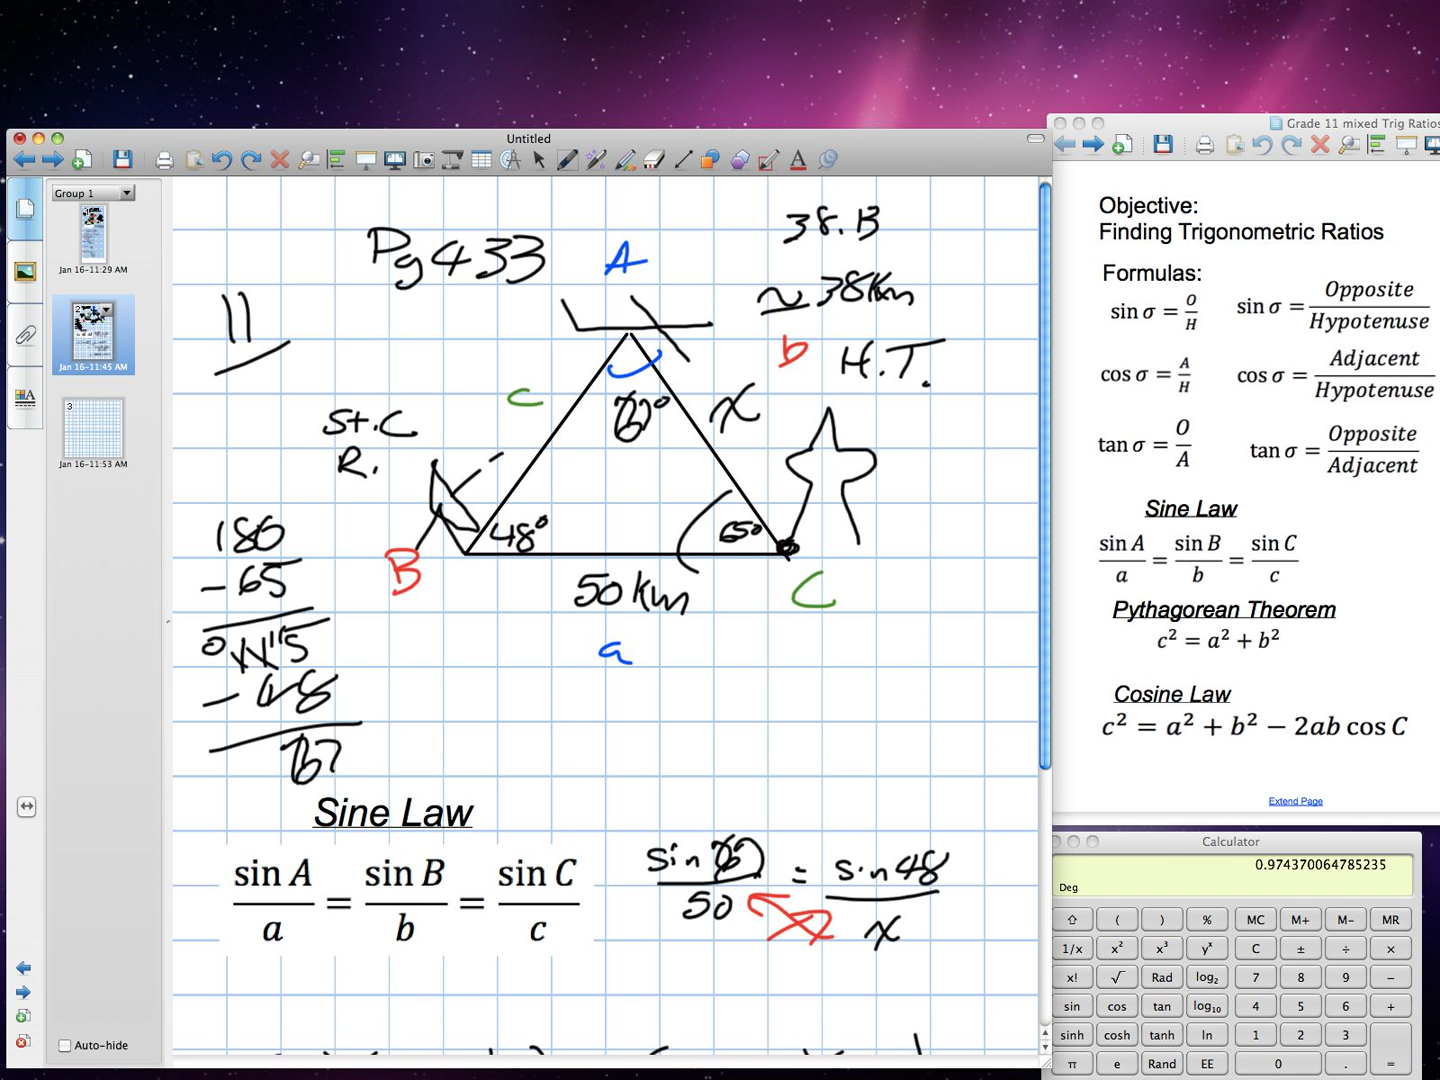 Untitled
Grade 11 mixed Trig Ratios
Group 1
Jan 16-11:29 AM
2
Jan 16-11:45 AM
3
Jan 16-11:53 AM
Auto-hide
Pg 433
11
A
38.B
≈ 38km
b
H.T.
c
x
St. C
R.
67°
48°
65°
B
50 km
C
a
180
- 65
115
- 48
67
Sine Law
sin A / a = sin B / b = sin C / c
sin 67 / 50 = sin 48 / x
Objective:
Finding Trigonometric Ratios
Formulas:
sin σ = O/H sin σ = Opposite/Hypotenuse
cos σ = A/H cos σ = Adjacent/Hypotenuse
tan σ = O/A tan σ = Opposite/Adjacent
Sine Law
sin A / a = sin B / b = sin C / c
Pythagorean Theorem
c² = a² + b²
Cosine Law
c² = a² + b² − 2ab cos C
Extend Page
Calculator
0.974370064785235
Deg
⇧ ( ) % MC M+ M- MR
1/x x² x³ yˣ C ± ÷ ×
x! √ Rad log₂ 7 8 9 −
sin cos tan log₁₀ 4 5 6 +
sinh cosh tanh ln 1 2 3
π e Rand EE 0 . =